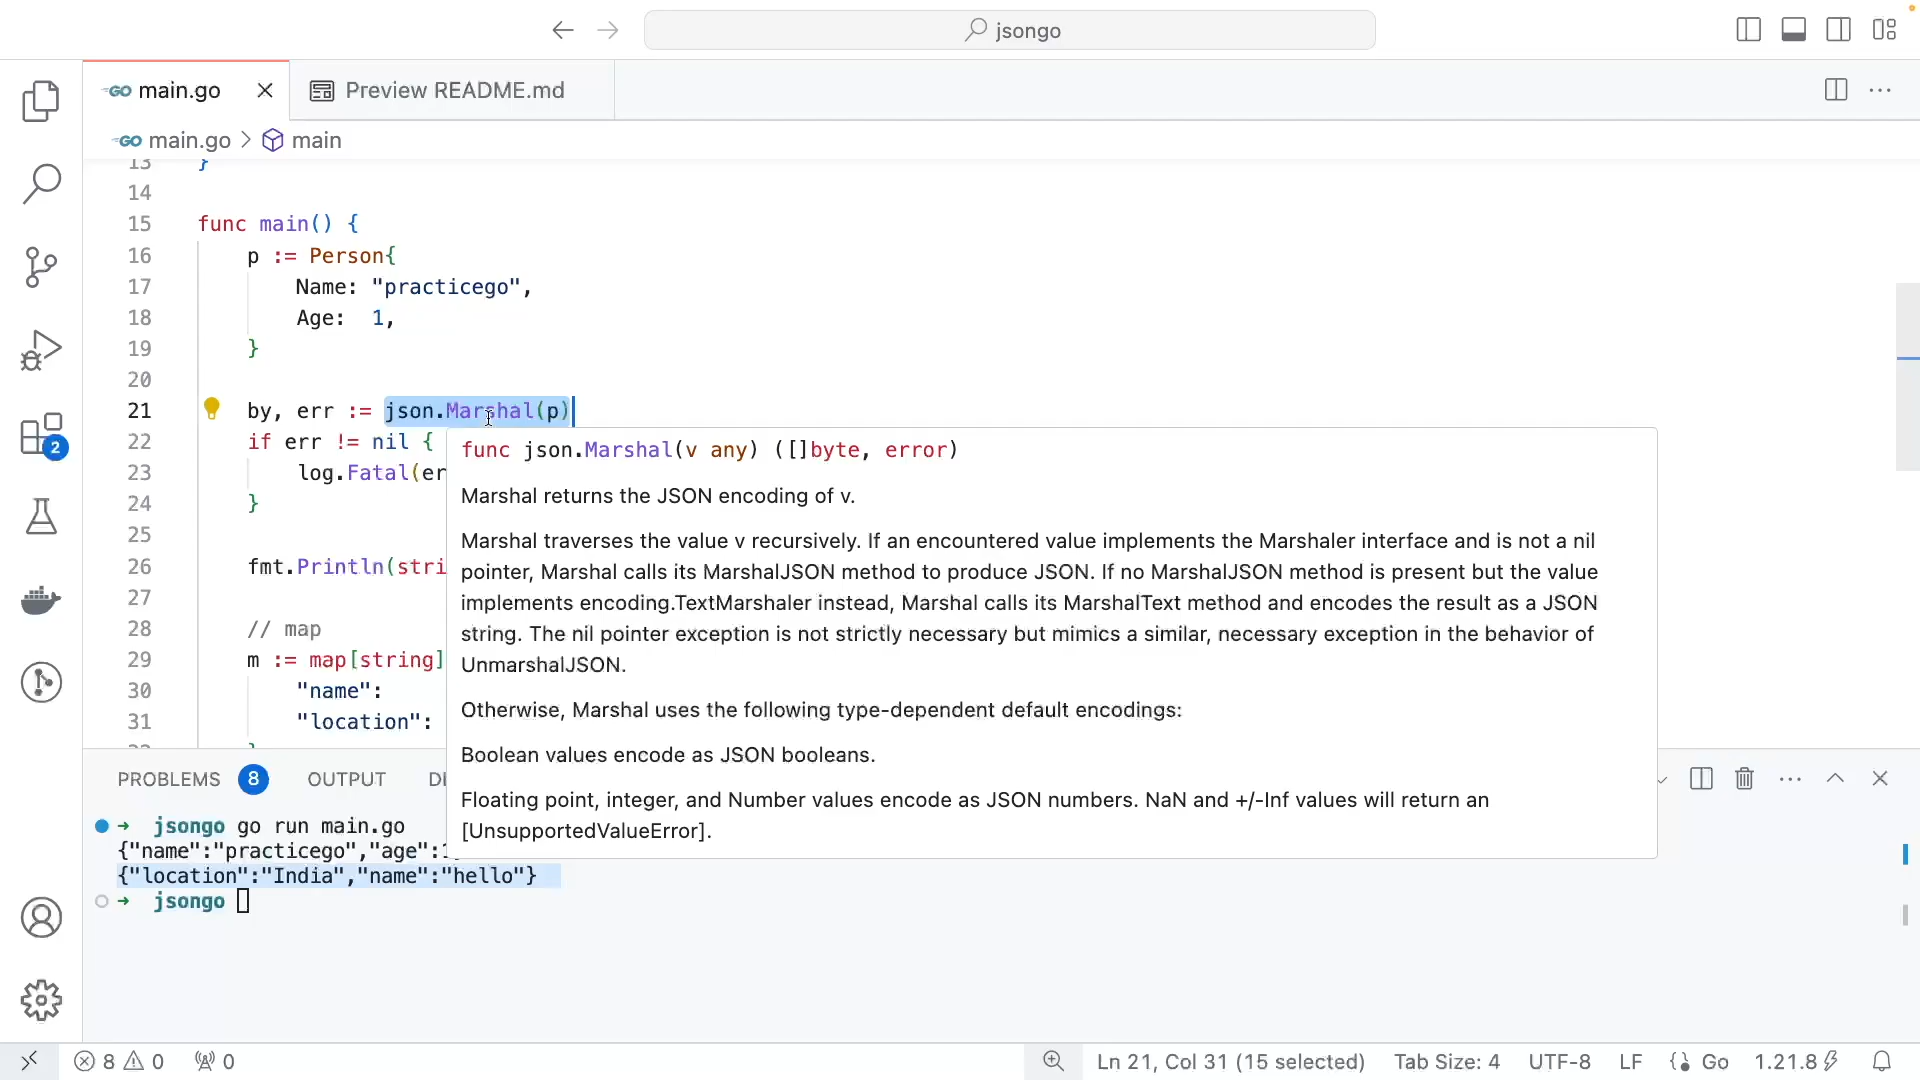 jsongo
GO main.go
Preview README.md
GO main.go > main
13 }
14
15 func main() {
16 p := Person{
17 Name: "practicego",
18 Age: 1,
19 }
20
21 by, err := json.Marshal(p)
22 if err != nil {
23 log.Fatal(er
24 }
25
26 fmt.Println(stri
27
28 // map
29 m := map[string]
30 "name":
31 "location":
func json.Marshal(v any) ([]byte, error)
Marshal returns the JSON encoding of v.
Marshal traverses the value v recursively. If an encountered value implements the Marshaler interface and is not a nil
pointer, Marshal calls its MarshalJSON method to produce JSON. If no MarshalJSON method is present but the value
implements encoding.TextMarshaler instead, Marshal calls its MarshalText method and encodes the result as a JSON
string. The nil pointer exception is not strictly necessary but mimics a similar, necessary exception in the behavior of
UnmarshalJSON.
Otherwise, Marshal uses the following type-dependent default encodings:
Boolean values encode as JSON booleans.
Floating point, integer, and Number values encode as JSON numbers. NaN and +/-Inf values will return an
[UnsupportedValueError].
2
PROBLEMS 8 OUTPUT
➜ jsongo go run main.go
{"name":"practicego","age":
{"location":"India","name":"hello"}
➜ jsongo
8 0 0 Ln 21, Col 31 (15 selected) Tab Size: 4 UTF-8 LF Go 1.21.8